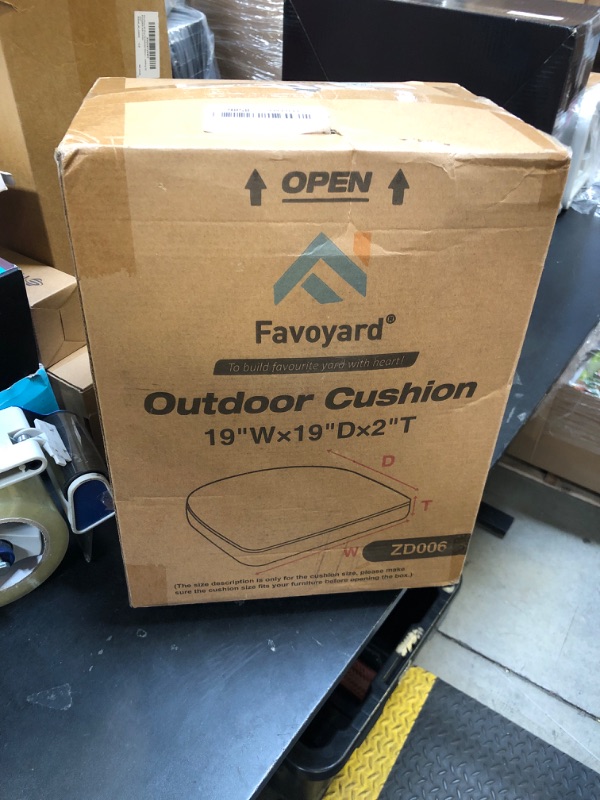 OPEN
Favoyard®
To build favourite yard with heart!
Outdoor Cushion
19"W×19"D×2"T
D
T
W
ZD006
(The size description is only for the cushion size, please make
sure the cushion size fits your furniture before opening the box.)